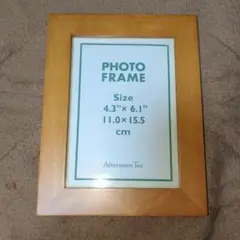 PHOTO
FRAME
Size
4.3"× 6.1"
11.0×15.5
cm
Afternoon Tea